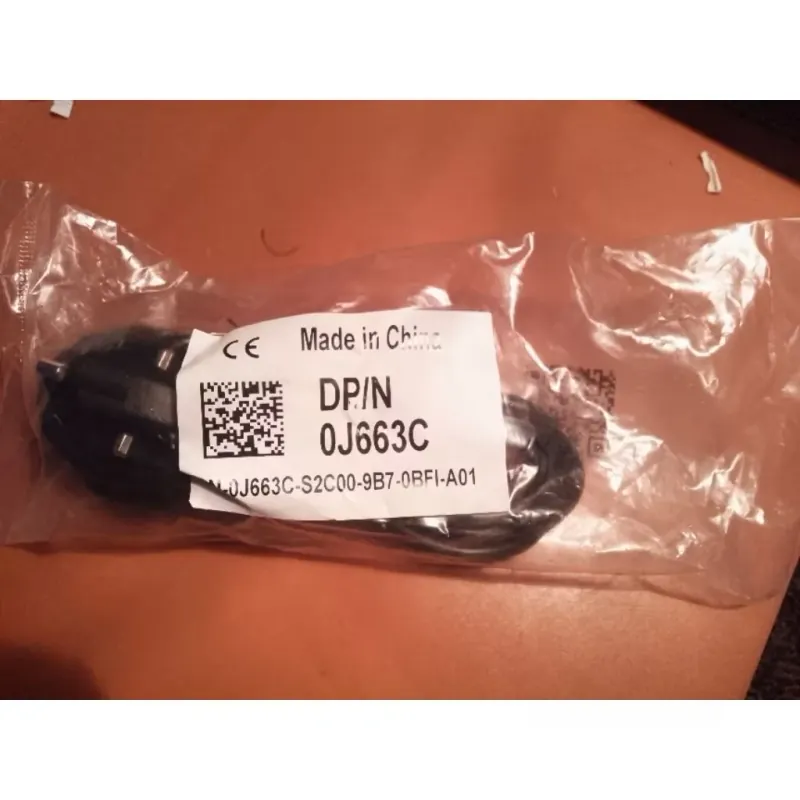 CE Made in China
DP/N
0J663C
N-0J663C-S2C00-9B7-0BFI-A01